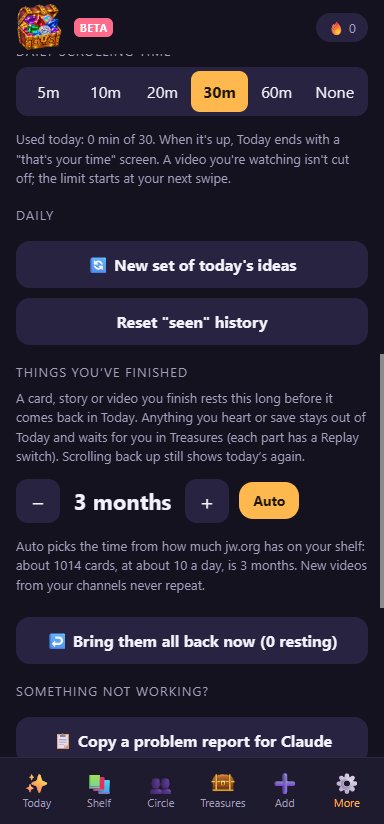 BETA
0
DAILY SCROLLING TIME
5m 10m 20m 30m 60m None
Used today: 0 min of 30. When it's up, Today ends with a
"that's your time" screen. A video you're watching isn't cut
off; the limit starts at your next swipe.
DAILY
New set of today's ideas
Reset "seen" history
THINGS YOU'VE FINISHED
A card, story or video you finish rests this long before it
comes back in Today. Anything you heart or save stays out of
Today and waits for you in Treasures (each part has a Replay
switch). Scrolling back up still shows today's again.
− 3 months + Auto
Auto picks the time from how much jw.org has on your shelf:
about 1014 cards, at about 10 a day, is 3 months. New videos
from your channels never repeat.
Bring them all back now (0 resting)
SOMETHING NOT WORKING?
Copy a problem report for Claude
Today Shelf Circle Treasures Add More